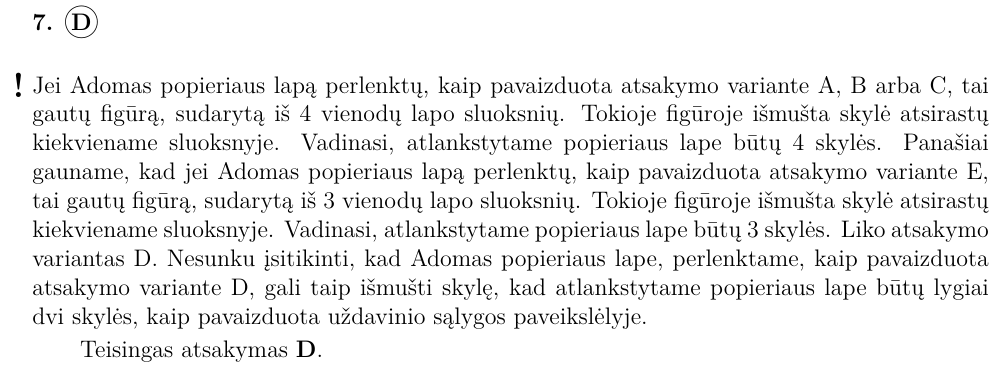 7. D
! Jei Adomas popieriaus lapą perlenktų, kaip pavaizduota atsakymo variante A, B arba C, tai
gautų figūrą, sudarytą iš 4 vienodų lapo sluoksnių. Tokioje figūroje išmušta skylė atsirastų
kiekviename sluoksnyje. Vadinasi, atlankstytame popieriaus lape būtų 4 skylės. Panašiai
gauname, kad jei Adomas popieriaus lapą perlenktų, kaip pavaizduota atsakymo variante E,
tai gautų figūrą, sudarytą iš 3 vienodų lapo sluoksnių. Tokioje figūroje išmušta skylė atsirastų
kiekviename sluoksnyje. Vadinasi, atlankstytame popieriaus lape būtų 3 skylės. Liko atsakymo
variantas D. Nesunku įsitikinti, kad Adomas popieriaus lape, perlenktame, kaip pavaizduota
atsakymo variante D, gali taip išmušti skylę, kad atlankstytame popieriaus lape būtų lygiai
dvi skylės, kaip pavaizduota uždavinio sąlygos paveikslėlyje.
Teisingas atsakymas D.